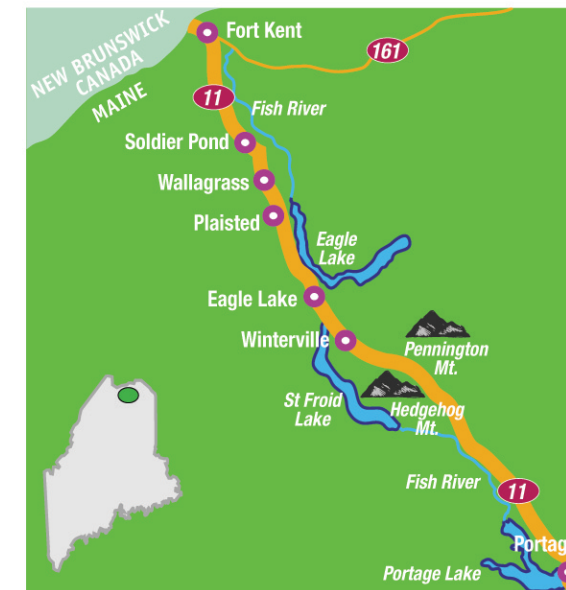 Fort Kent
NEW BRUNSWICK
CANADA
MAINE
161
11
Fish River
Soldier Pond
Wallagrass
Plaisted
Eagle
Lake
Eagle Lake
Winterville
Pennington
Mt.
St Froid
Lake
Hedgehog
Mt.
Fish River
11
Portag
Portage Lake